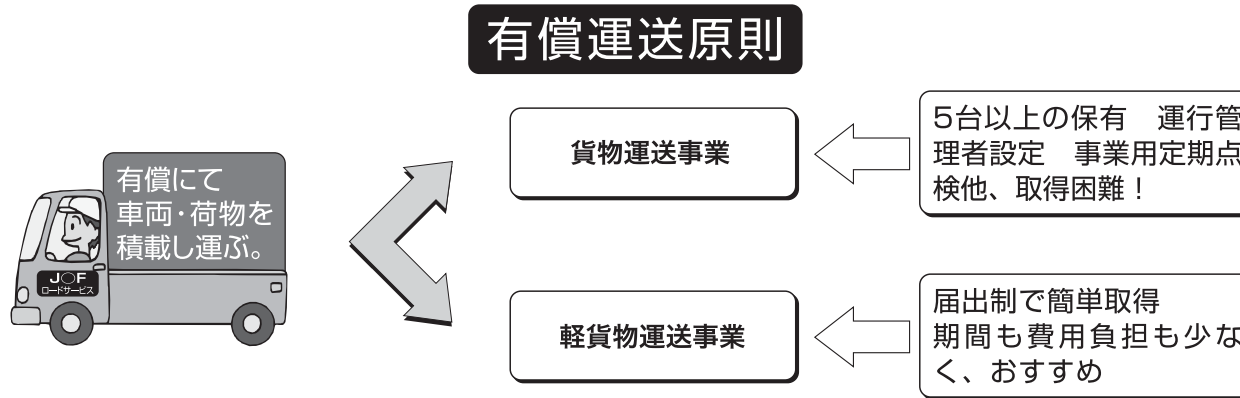 有償運送原則
有償にて
車両・荷物を
積載し運ぶ。
J○F
ロードサービス
貨物運送事業
5台以上の保有　運行管
理者設定　事業用定期点
検他、取得困難！
軽貨物運送事業
届出制で簡単取得
期間も費用負担も少な
く、おすすめ